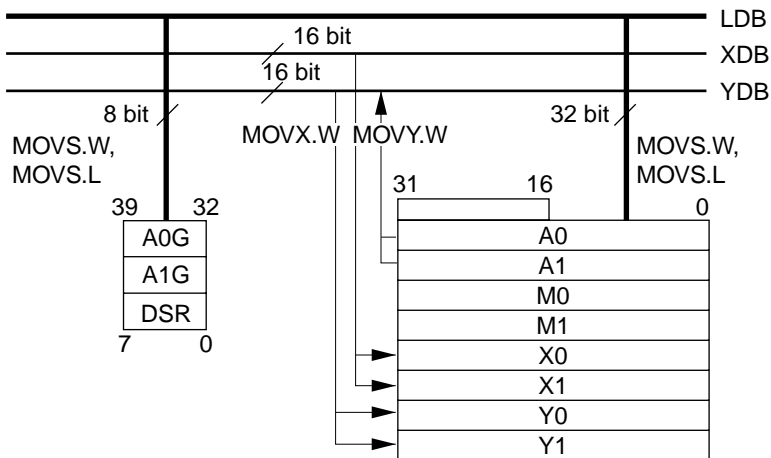 LDB
16 bit
XDB
16 bit
YDB
8 bit
MOVX.W
MOVY.W
32 bit
MOVS.W,
MOVS.L
MOVS.W,
MOVS.L
39
32
31
16
0
A0G
A1G
DSR
7
0
A0
A1
M0
M1
X0
X1
Y0
Y1